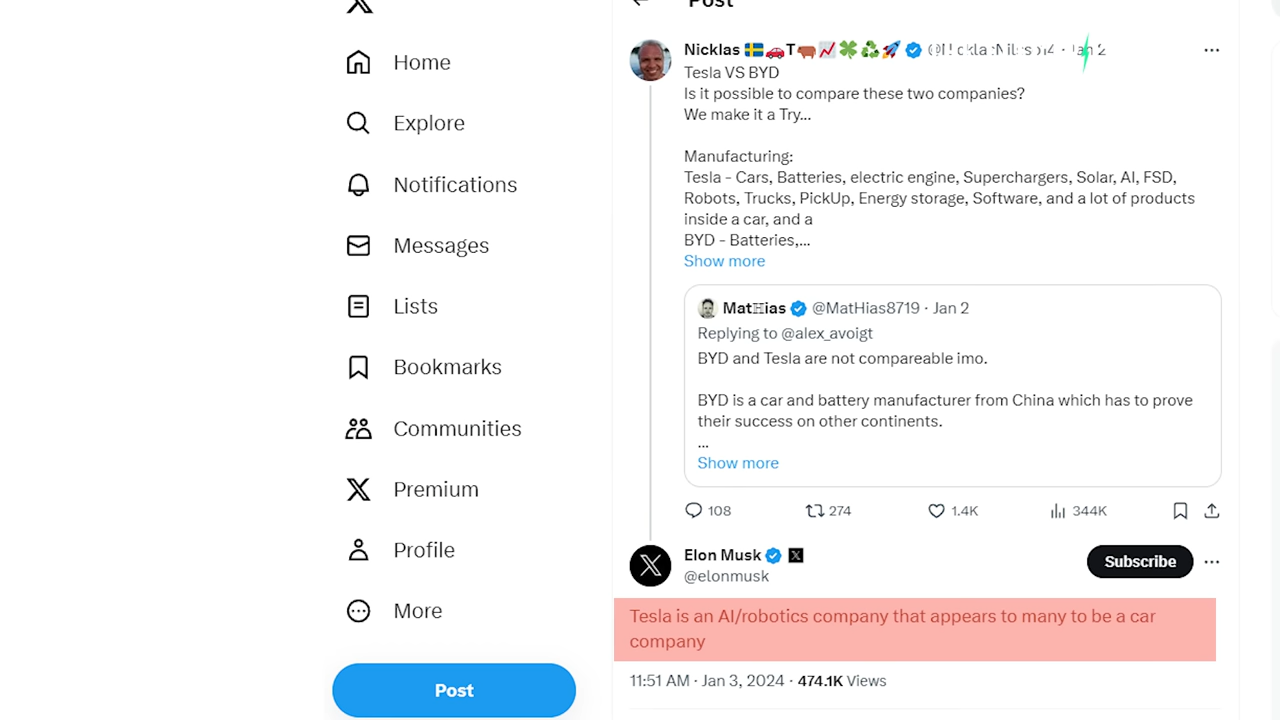 Post
Nicklas 🇸🇪🚗T🐂📈🍀♻️🚀 · Jan 2
Tesla VS BYD
Is it possible to compare these two companies?
We make it a Try...
Manufacturing:
Tesla - Cars, Batteries, electric engine, Superchargers, Solar, AI, FSD,
Robots, Trucks, PickUp, Energy storage, Software, and a lot of products
inside a car, and a
BYD - Batteries,...
Show more
MatHias @MatHias8719 · Jan 2
Replying to @alex_avoigt
BYD and Tesla are not compareable imo.
BYD is a car and battery manufacturer from China which has to prove
their success on other continents.
...
Show more
108 274 1.4K 344K
Elon Musk
@elonmusk
Subscribe
Tesla is an AI/robotics company that appears to many to be a car
company
11:51 AM · Jan 3, 2024 · 474.1K Views
Home
Explore
Notifications
Messages
Lists
Bookmarks
Communities
Premium
Profile
More
Post